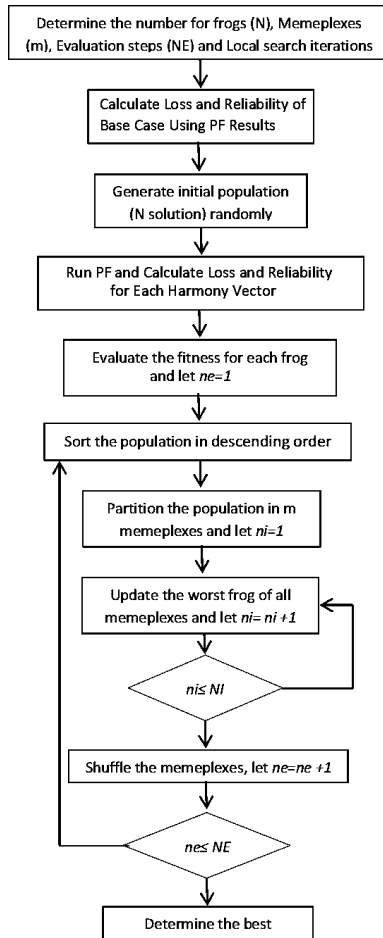 Determine the number for frogs (N), Memeplexes
(m), Evaluation steps (NE) and Local search iterations
Calculate Loss and Reliability of
Base Case Using PF Results
Generate initial population
(N solution) randomly
Run PF and Calculate Loss and Reliability
for Each Harmony Vector
Evaluate the fitness for each frog
and let ne=1
Sort the population in descending order
Partition the population in m
memeplexes and let ni=1
Update the worst frog of all
memeplexes and let ni= ni +1
ni≤ NI
Shuffle the memeplexes, let ne=ne +1
ne≤ NE
Determine the best